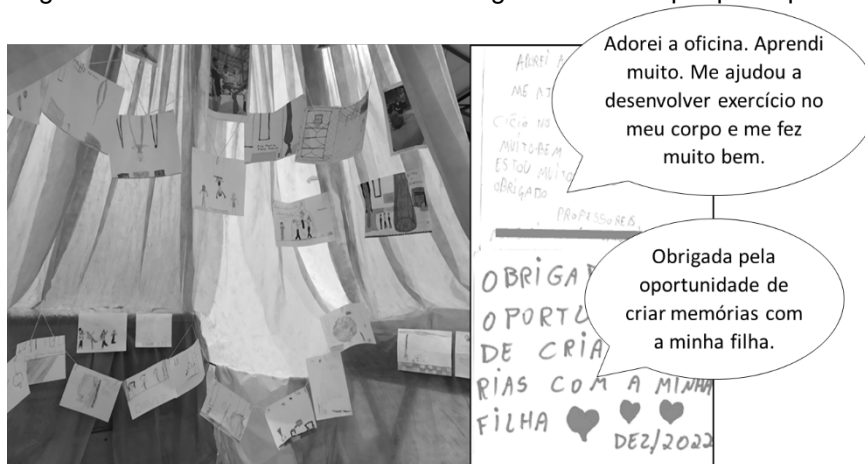 Adorei a oficina. Aprendi
muito. Me ajudou a
desenvolver exercício no
meu corpo e me fez
muito bem.
ADOREI A
ME AJ
CÍCIO NO
MUITO BEM
ESTOU MUITO
OBRIGADO
PROFESSORES
Obrigada pela
oportunidade de
criar memórias com
a minha filha.
OBRIGA
OPORTU
DE CRIA
RIAS COM A MINHA
FILHA
DEZ/2022